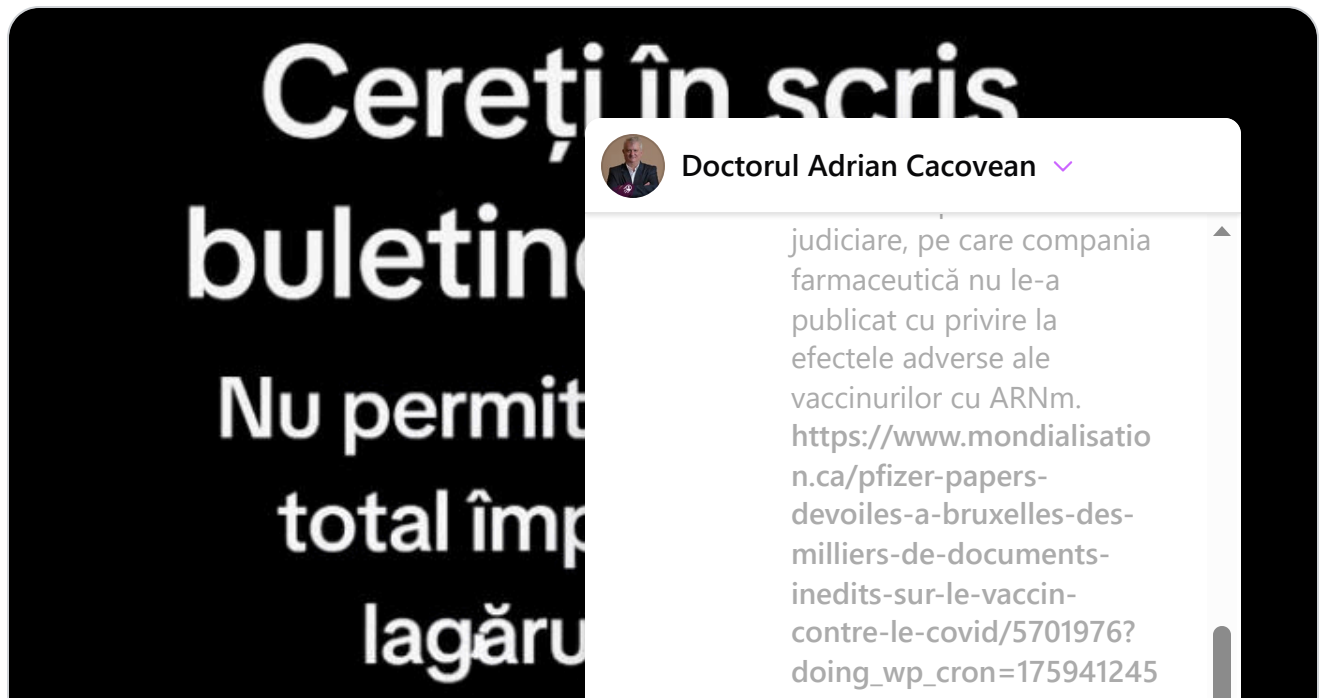 Cereți în scris
buletine
Nu permit
total împ
lagăru
Doctorul Adrian Cacovean
judiciare, pe care compania
farmaceutică nu le-a
publicat cu privire la
efectele adverse ale
vaccinurilor cu ARNm.
https://www.mondialisatio
n.ca/pfizer-papers-
devoiles-a-bruxelles-des-
milliers-de-documents-
inedits-sur-le-vaccin-
contre-le-covid/5701976?
doing_wp_cron=175941245